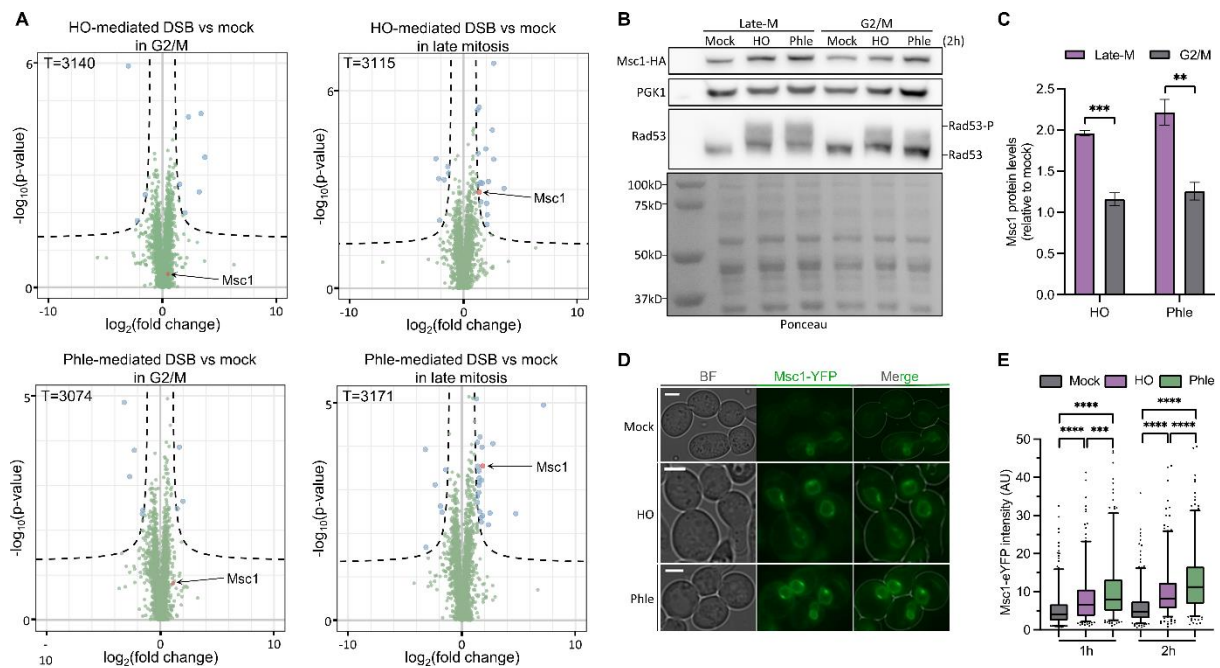 A
HO-mediated DSB vs mock
in G2/M
T=3140
6
0
-log10(p-value)
Msc1
-10
0
10
log2(fold change)
HO-mediated DSB vs mock
in late mitosis
T=3115
6
0
-log10(p-value)
Msc1
-10
0
10
log2(fold change)
Phle-mediated DSB vs mock
in G2/M
T=3074
5
0
-log10(p-value)
Msc1
-
10
0
10
log2(fold change)
Phle-mediated DSB vs mock
in late mitosis
T=3171
5
0
-log10(p-value)
Msc1
-10
0
10
log2(fold change)
B
Late-M
G2/M
Mock HO Phle Mock HO Phle (2h)
Msc1-HA
PGK1
Rad53
Rad53-P
Rad53
100kD
75kD
50kD
37kD
Ponceau
C
Late-M G2/M
2.5
2.0
1.5
1.0
0.5
0.0
Msc1 protein levels
(relative to mock)
***
**
HO
Phle
D
BF
Msc1-YFP
Merge
Mock
HO
Phle
E
Mock HO Phle
****
****
****
***
****
****
50
40
30
20
10
0
Msc1-eYFP intensity (AU)
1h
2h